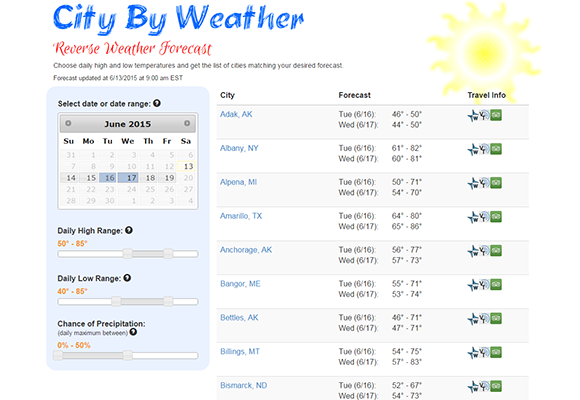 City By Weather
Reverse Weather Forecast
Choose daily high and low temperatures and get the list of cities matching your desired forecast.
Forecast updated at 6/13/2015 at 9:00 am EST
Select date or date range: ?
June 2015
Su Mo Tu We Th Fr Sa
31 1 2 3 4 5 6
7 8 9 10 11 12 13
14 15 16 17 18 19 20
21 22 23 24 25 26 27
28 29 30 1 2 3 4
Daily High Range: ?
50° - 85°
Daily Low Range: ?
40° - 85°
Chance of Precipitation:
(daily maximum between) ?
0% - 50%
City Forecast Travel Info
Adak, AK Tue (6/16): 46° - 50°
Wed (6/17): 44° - 50°
Albany, NY Tue (6/16): 61° - 82°
Wed (6/17): 60° - 81°
Alpena, MI Tue (6/16): 50° - 71°
Wed (6/17): 54° - 70°
Amarillo, TX Tue (6/16): 64° - 80°
Wed (6/17): 65° - 86°
Anchorage, AK Tue (6/16): 56° - 77°
Wed (6/17): 57° - 73°
Bangor, ME Tue (6/16): 55° - 71°
Wed (6/17): 53° - 74°
Bettles, AK Tue (6/16): 46° - 71°
Wed (6/17): 47° - 71°
Billings, MT Tue (6/16): 54° - 75°
Wed (6/17): 57° - 83°
Bismarck, ND Tue (6/16): 52° - 67°
Wed (6/17): 54° - 73°